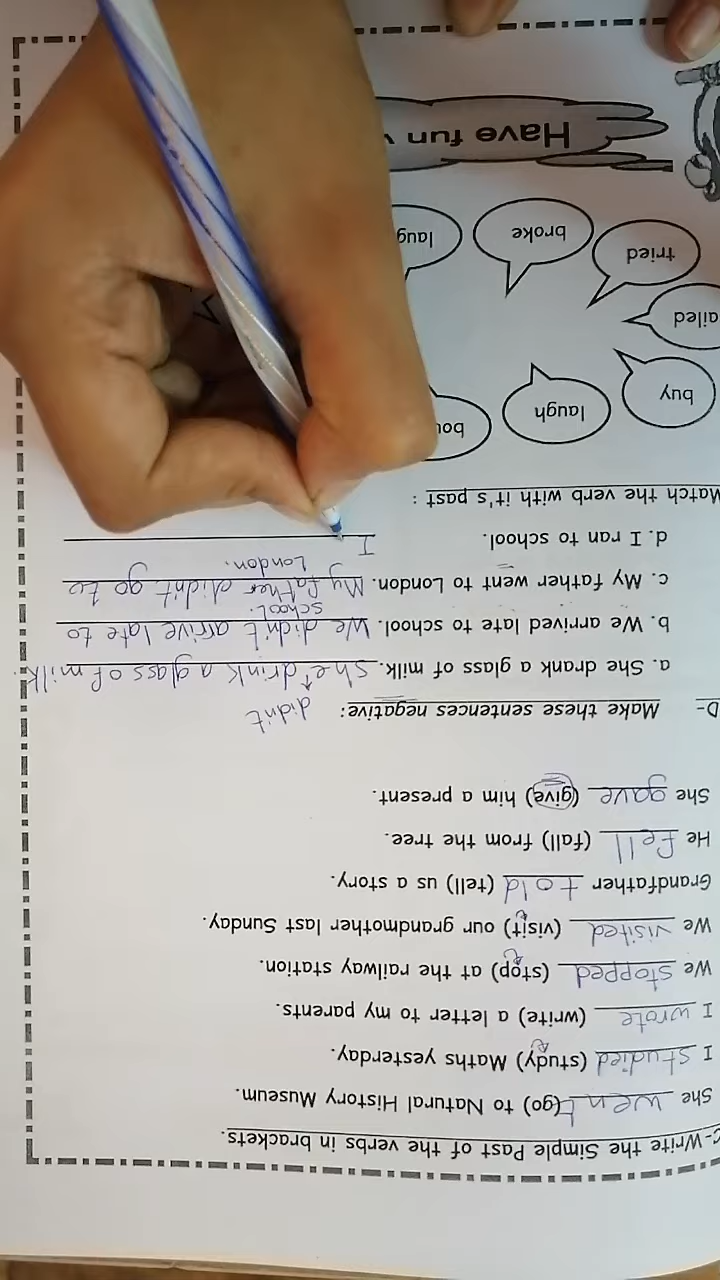 C-Write the Simple Past of the verbs in brackets.
She went (go) to Natural History Museum.
I studied (study) Maths yesterday.
I wrote (write) a letter to my parents.
We stopped (stop) at the railway station.
We visited (visit) our grandmother last Sunday.
Grandfather told (tell) us a story.
He fell (fall) from the tree.
She gave (give) him a present.
D- Make these sentences negative:
didn't
a. She drank a glass of milk. She drink a glass of milk.
b. We arrived late to school. We didn't arrive late to
school.
c. My father went to London. My father didn't go to
London.
d. I ran to school. I
Match the verb with it's past :
buy
laugh
tried
broke
Have fun